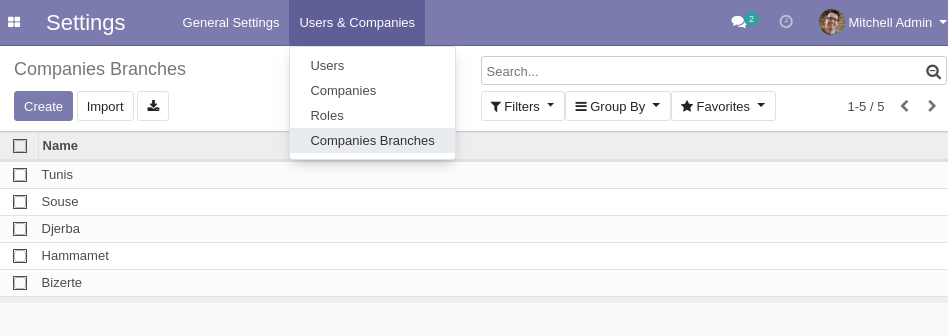 Settings
General Settings
Users & Companies
2
Mitchell Admin
Users
Companies
Roles
Companies Branches
Companies Branches
Search...
Create
Import
Filters
Group By
Favorites
1-5 / 5
Name
Tunis
Souse
Djerba
Hammamet
Bizerte